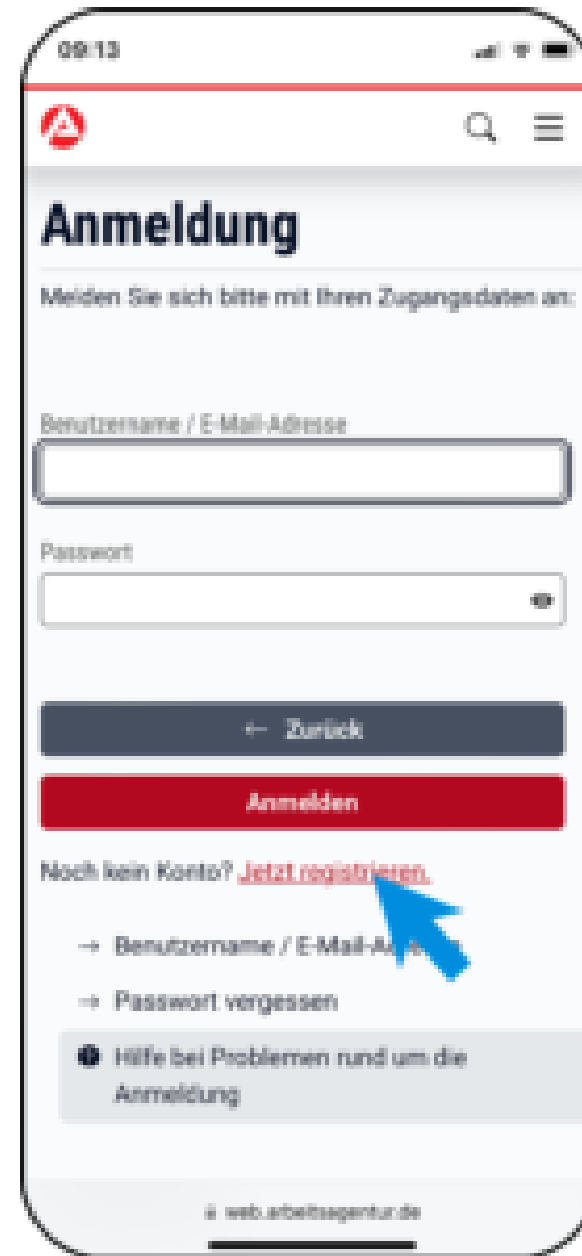 09:13
Anmeldung
Melden Sie sich bitte mit Ihren Zugangsdaten an:
Benutzername / E-Mail-Adresse
Passwort
← Zurück
Anmelden
Noch kein Konto? Jetzt registrieren.
→ Benutzername / E-Mail-A
→ Passwort vergessen
Hilfe bei Problemen rund um die
Anmeldung
web.arbeitsagentur.de